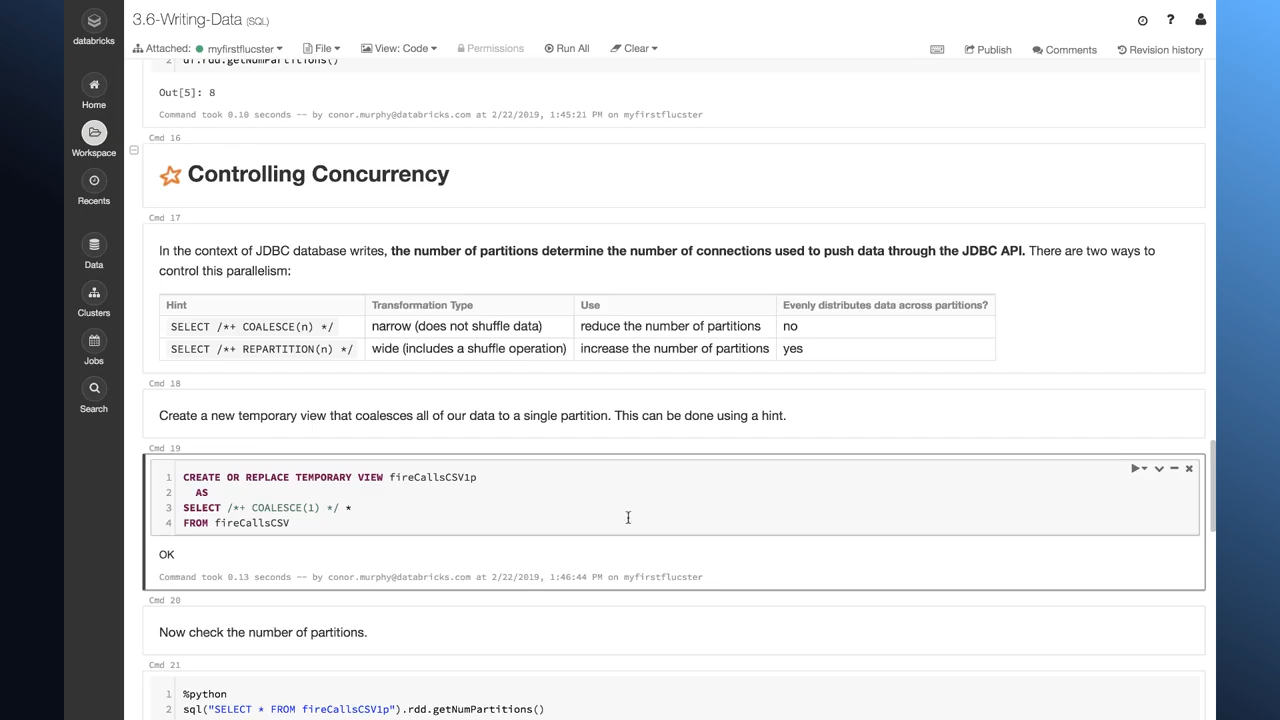 3.6-Writing-Data (SQL)
databricks
Attached: myfirstflucster File View: Code Permissions Run All Clear Publish Comments Revision history
Home
Workspace
Recents
Data
Clusters
Jobs
Search
2 df.rdd.getNumPartitions()
Out[5]: 8
Command took 0.10 seconds -- by conor.murphy@databricks.com at 2/22/2019, 1:45:21 PM on myfirstflucster
Cmd 16
Controlling Concurrency
Cmd 17
In the context of JDBC database writes, the number of partitions determine the number of connections used to push data through the JDBC API. There are two ways to
control this parallelism:
Hint Transformation Type Use Evenly distributes data across partitions?
SELECT /*+ COALESCE(n) */ narrow (does not shuffle data) reduce the number of partitions no
SELECT /*+ REPARTITION(n) */ wide (includes a shuffle operation) increase the number of partitions yes
Cmd 18
Create a new temporary view that coalesces all of our data to a single partition. This can be done using a hint.
Cmd 19
1 CREATE OR REPLACE TEMPORARY VIEW fireCallsCSV1p
2 AS
3 SELECT /*+ COALESCE(1) */ *
4 FROM fireCallsCSV
OK
Command took 0.13 seconds -- by conor.murphy@databricks.com at 2/22/2019, 1:46:44 PM on myfirstflucster
Cmd 20
Now check the number of partitions.
Cmd 21
1 %python
2 sql("SELECT * FROM fireCallsCSV1p").rdd.getNumPartitions()